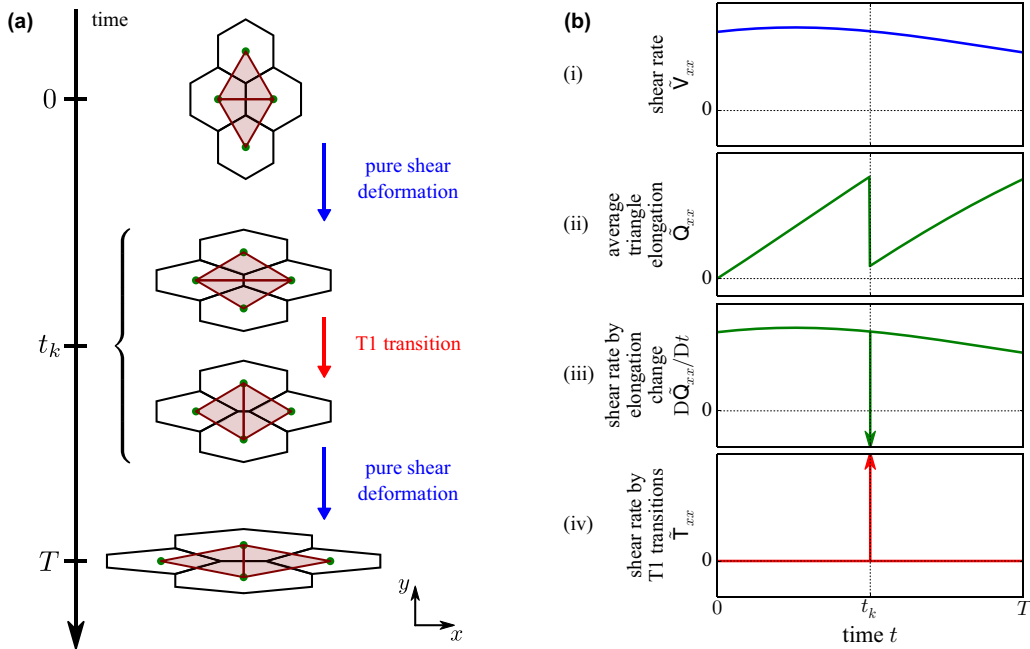 (a)
time
0
pure shear
deformation
t_k
T1 transition
pure shear
deformation
T
y
x
(b)
(i)
shear rate
Ṽ_xx
0
(ii)
average
triangle
elongation
Q̃_xx
0
(iii)
shear rate by
elongation
change
DQ̃_xx/Dt
0
(iv)
shear rate by
T1 transitions
T̃_xx
0
0
t_k
T
time t